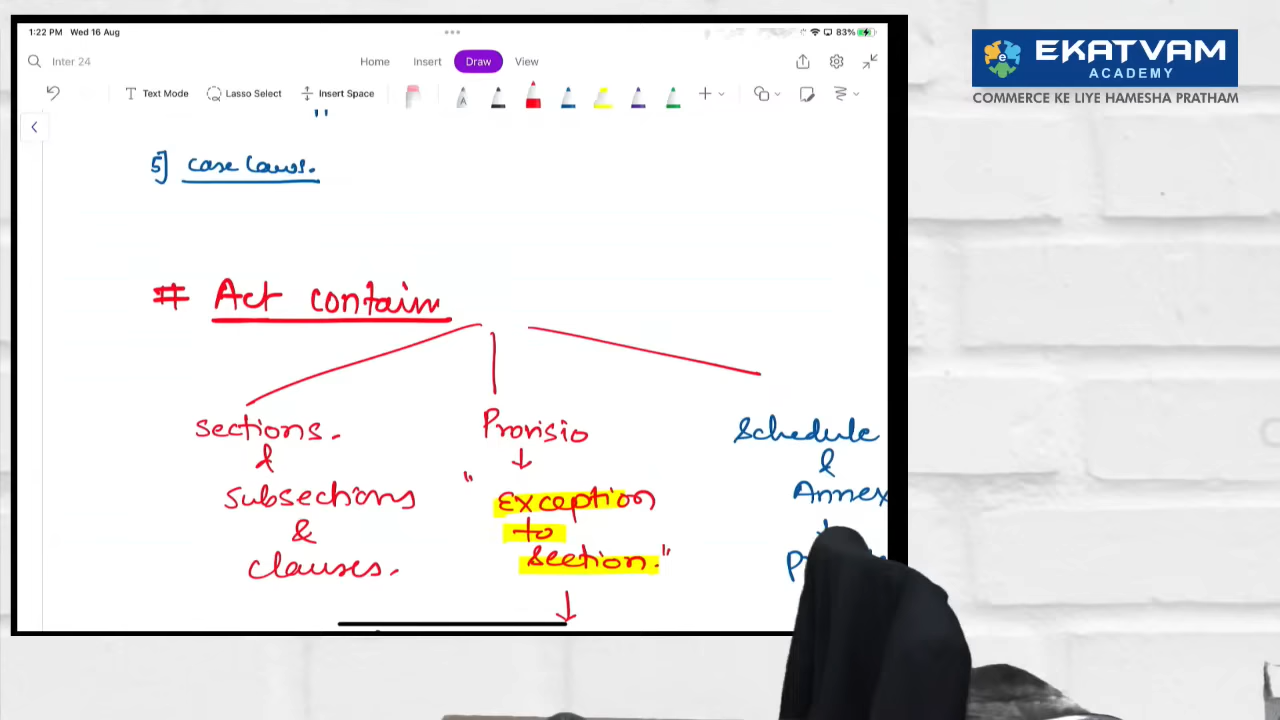 1:22 PM Wed 16 Aug
83%
EKATVAM
ACADEMY
COMMERCE KE LIYE HAMESHA PRATHAM
Inter 24
Home Insert Draw View
Text Mode Lasso Select Insert Space
5] Case Laws.
# Act contain
Sections. Provisio Schedule
& &
subsections " Exception Annex
& to
clauses. Section."